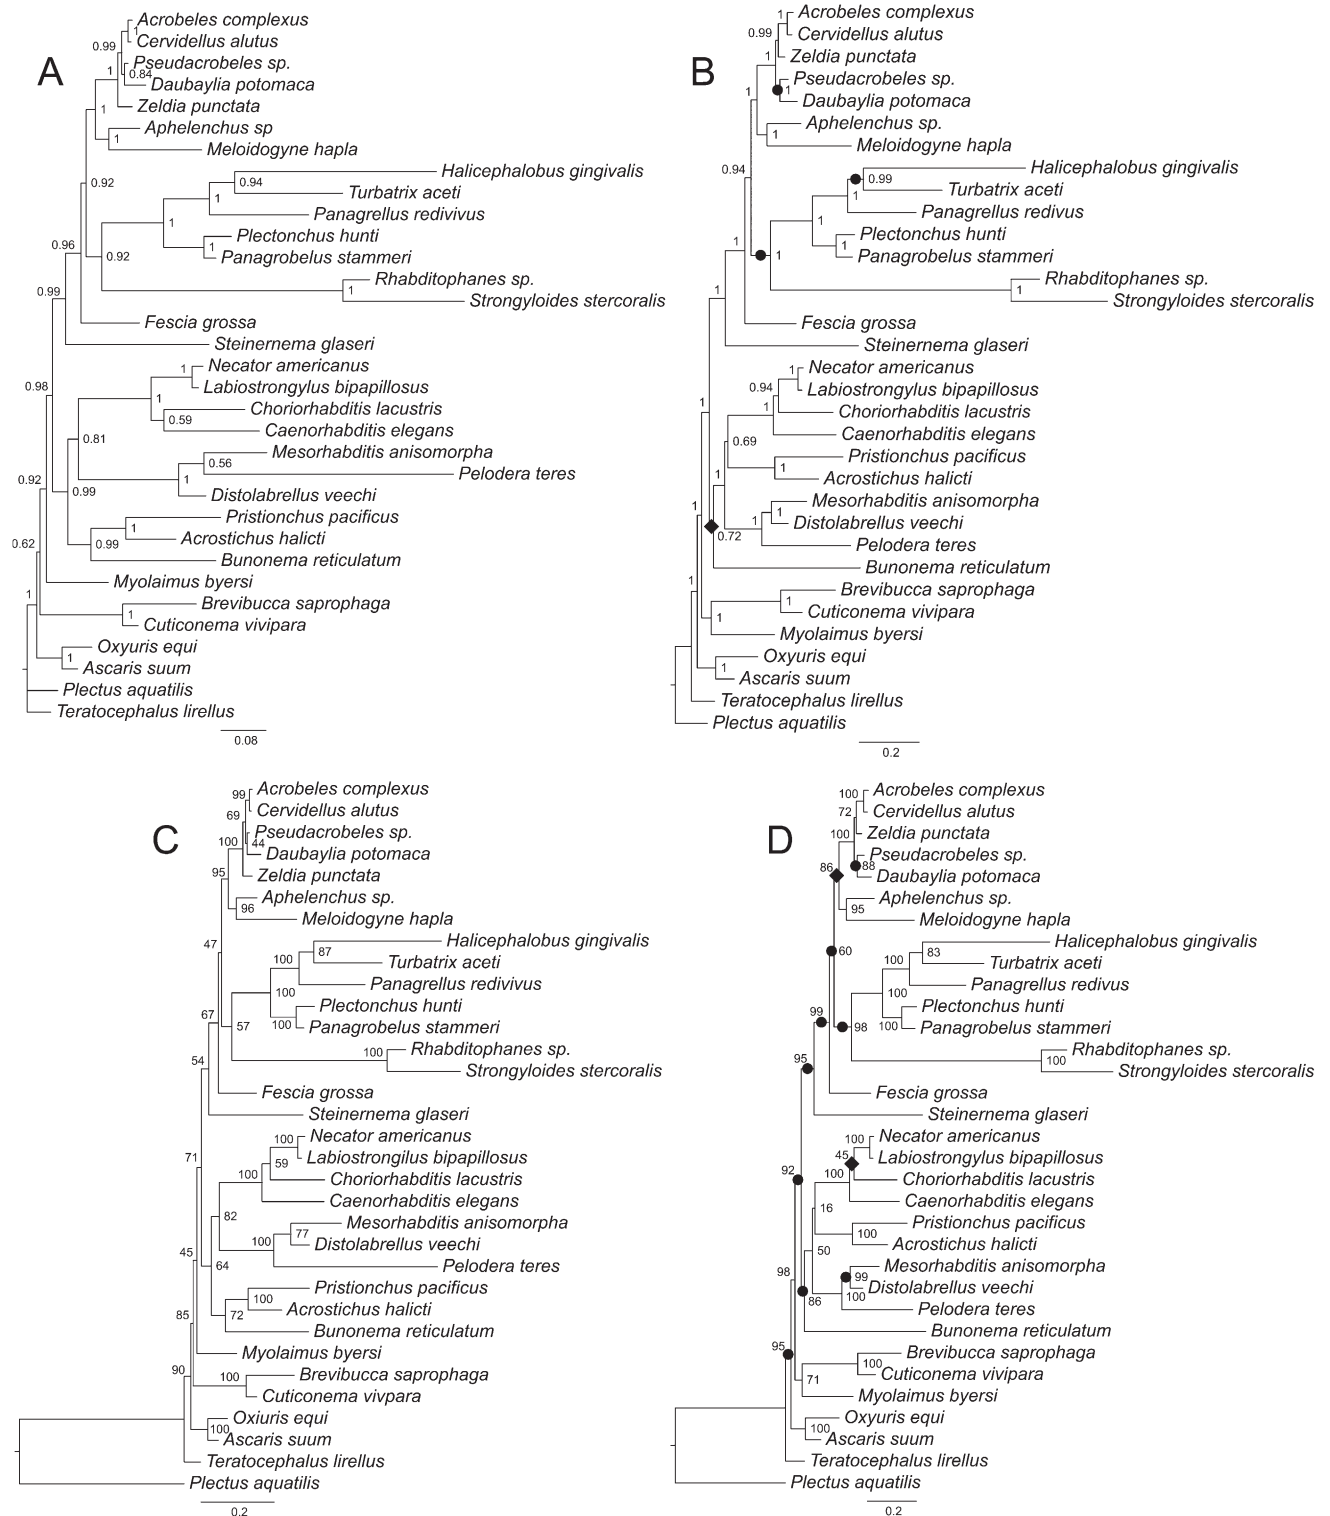 A
Acrobeles complexus
1
Cervidellus alutus
0.99
Pseudacrobeles sp.
0.84
1
Daubaylia potomaca
Zeldia punctata
1
Aphelenchus sp
1
Meloidogyne hapla
Halicephalobus gingivalis
0.92
0.94
Turbatrix aceti
1
Panagrellus redivivus
1
Plectonchus hunti
0.96
1
0.92
Panagrobelus stammeri
Rhabditophanes sp.
0.99
1
Strongyloides stercoralis
Fescia grossa
Steinernema glaseri
Necator americanus
1
0.98
Labiostrongylus bipapillosus
1
Choriorhabditis lacustris
0.59
Caenorhabditis elegans
0.81
Mesorhabditis anisomorpha
0.56
Pelodera teres
0.92
1
0.99
Distolabrellus veechi
Pristionchus pacificus
1
Acrostichus halicti
0.62
0.99
Bunonema reticulatum
Myolaimus byersi
1
Brevibucca saprophaga
1
Cuticonema vivipara
Oxyuris equi
1
Ascaris suum
Plectus aquatilis
Teratocephalus lirellus
0.08
B
1
Acrobeles complexus
0.99
Cervidellus alutus
1
Zeldia punctata
Pseudacrobeles sp.
1
1
Daubaylia potomaca
Aphelenchus sp.
1
Meloidogyne hapla
0.94
Halicephalobus gingivalis
0.99
Turbatrix aceti
1
Panagrellus redivus
1
Plectonchus hunti
1
1
1
Panagrobelus stammeri
Rhabditophanes sp.
1
1
Strongyloides stercoralis
Fescia grossa
Steinernema glaseri
Necator americanus
1
0.94
Labiostrongylus bipapillosus
1
1
Choriorhabditis lacustris
Caenorhabditis elegans
0.69
Pristionchus pacificus
1
1
Acrostichus halicti
Mesorhabditis anisomorpha
1
1
1
Distolabrellus veechi
0.72
Pelodera teres
Bunonema reticulatum
1
Brevibucca saprophaga
1
Cuticonema vivipara
1
Myolaimus byersi
Oxyuris equi
1
Ascaris suum
Teratocephalus lirellus
Plectus aquatilis
0.2
C
Acrobeles complexus
99
Cervidellus alutus
69
Pseudacrobeles sp.
100
44
Daubaylia potomaca
95
Zeldia punctata
Aphelenchus sp.
96
Meloidogyne hapla
Halicephalobus gingivalis
47
87
100
Turbatrix aceti
Panagrellus redivivus
100
Plectonchus hunti
67
57
100
Panagrobelus stammeri
Rhabditophanes sp.
100
54
Strongyloides stercoralis
Fescia grossa
Steinernema glaseri
Necator americanus
100
71
Labiostrongilus bipapillosus
59
100
Choriorhabditis lacustris
Caenorhabditis elegans
82
Mesorhabditis anisomorpha
77
100
Distolabrellus veechi
45
64
Pelodera teres
Pristionchus pacificus
100
Acrostichus halicti
85
72
Bunonema reticulatum
Myolaimus byersi
90
Brevibucca saprophaga
100
Cuticonema vivpara
Oxiuris equi
100
Ascaris suum
Teratocephalus lirellus
Plectus aquatilis
0.2
D
Acrobeles complexus
100
72
Cervidellus alutus
100
Zeldia punctata
Pseudacrobeles sp.
86
88
Daubaylia potomaca
Aphelenchus sp.
95
Meloidogyne hapla
Halicephalobus gingivalis
60
83
100
Turbatrix aceti
Panagrellus redivus
100
Plectonchus hunti
99
98
100
Panagrobelus stammeri
Rhabditophanes sp.
95
100
Strongyloides stercoralis
Fescia grossa
Steinernema glaseri
Necator americanus
100
45
Labiostrongylus bipapillosus
92
100
Choriorhabditis lacustris
Caenorhabditis elegans
16
Pristionchus pacificus
100
Acrostichus halicti
50
Mesorhabditis anisomorpha
98
99
Distolabrellus veechi
100
86
Pelodera teres
Bunonema reticulatum
95
Brevibucca saprophaga
100
Cuticonema vivipara
71
Myolaimus byersi
Oxyuris equi
100
Ascaris suum
Teratocephalus lirellus
Plectus aquatilis
0.2